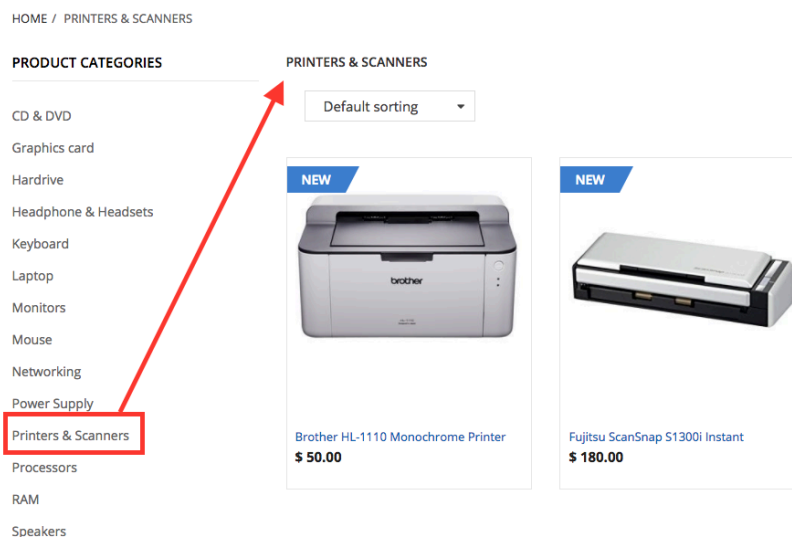 HOME / PRINTERS & SCANNERS
PRODUCT CATEGORIES
CD & DVD
Graphics card
Hardrive
Headphone & Headsets
Keyboard
Laptop
Monitors
Mouse
Networking
Power Supply
Printers & Scanners
Processors
RAM
Speakers
PRINTERS & SCANNERS
Default sorting
NEW
brother
Brother HL-1110 Monochrome Printer
$ 50.00
NEW
Fujitsu ScanSnap S1300i Instant
$ 180.00